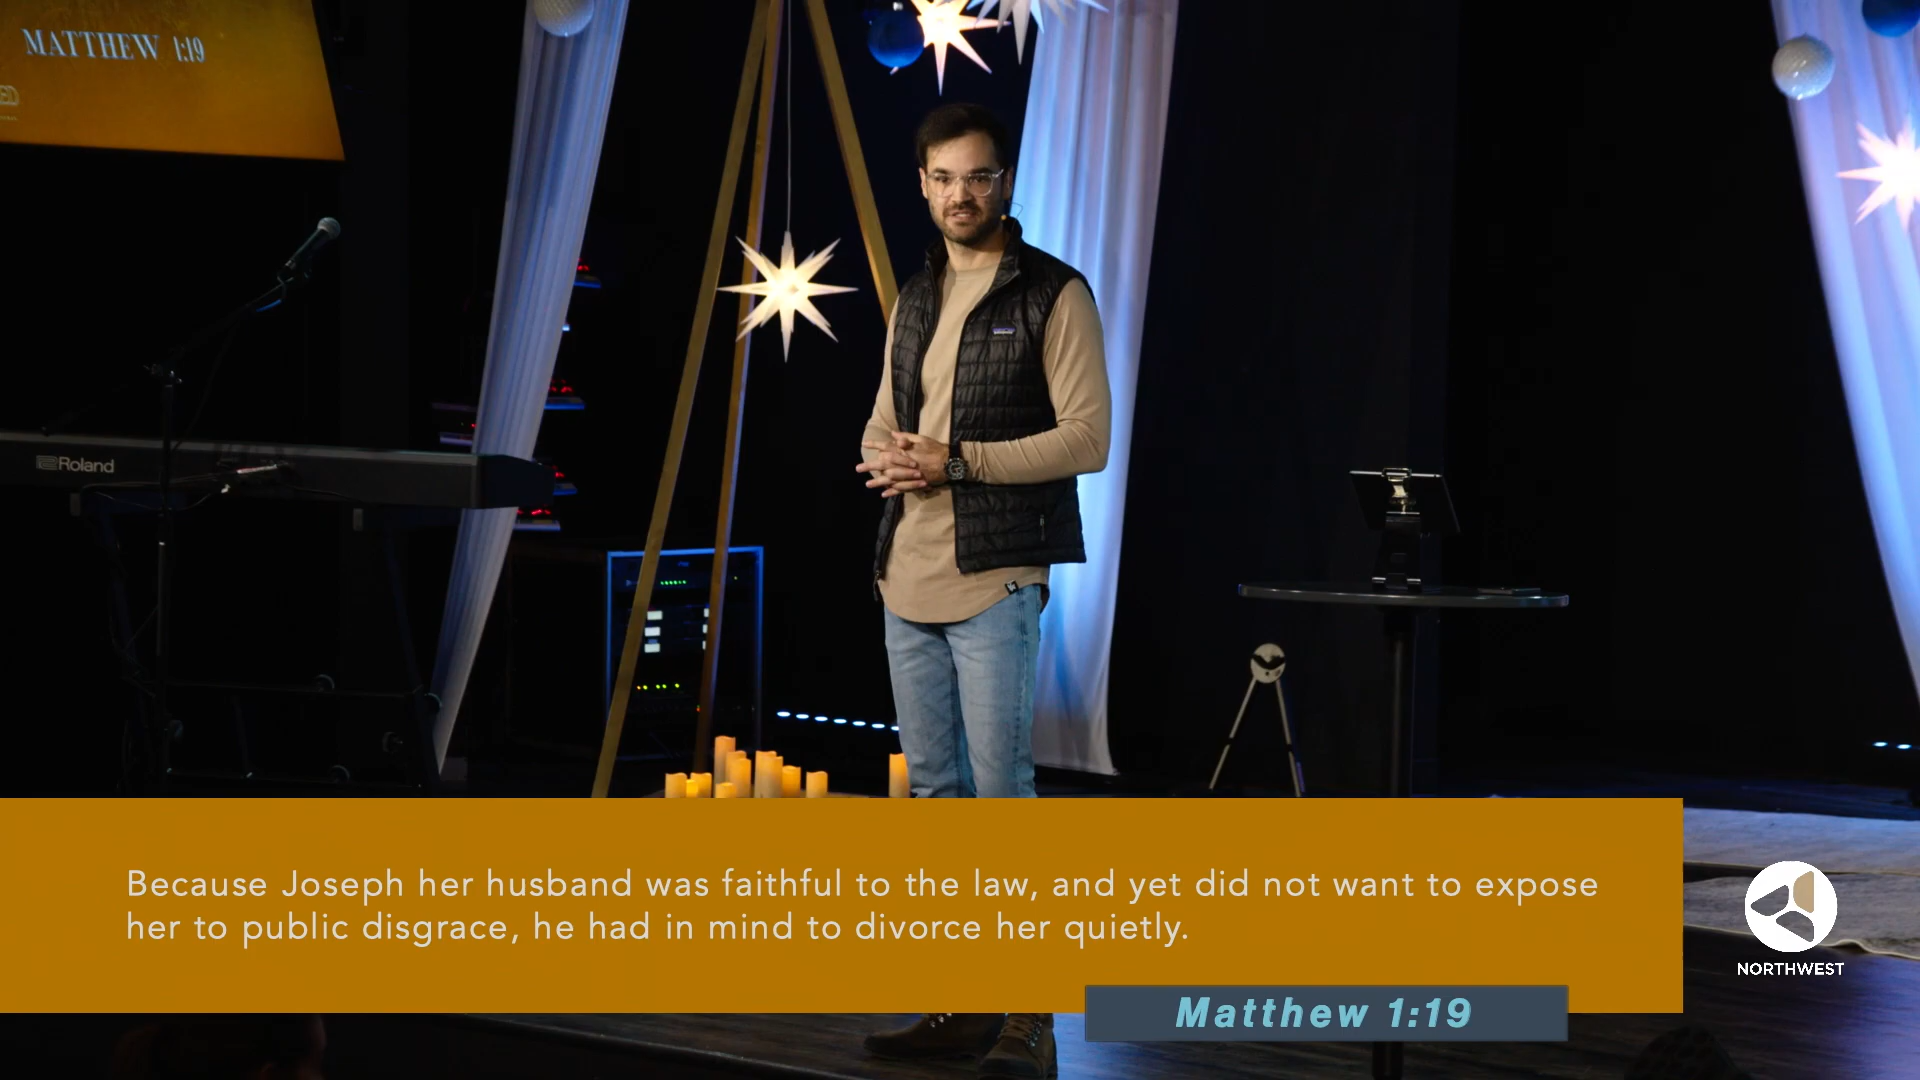 MATTHEW 1:19
Roland
Because Joseph her husband was faithful to the law, and yet did not want to expose
her to public disgrace, he had in mind to divorce her quietly.
NORTHWEST
Matthew 1:19